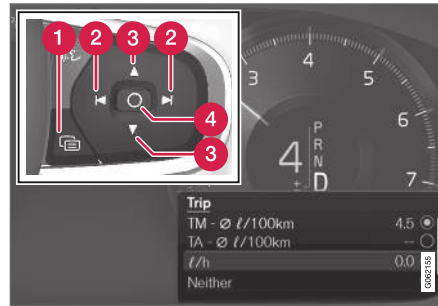 1
2
3
2
4
3
3
4
5
6
7
P
R
N
D
4
+
Trip
TM - Ø ℓ/100km 4.5
TA - Ø ℓ/100km --
ℓ/h 0.0
Neither
G062155